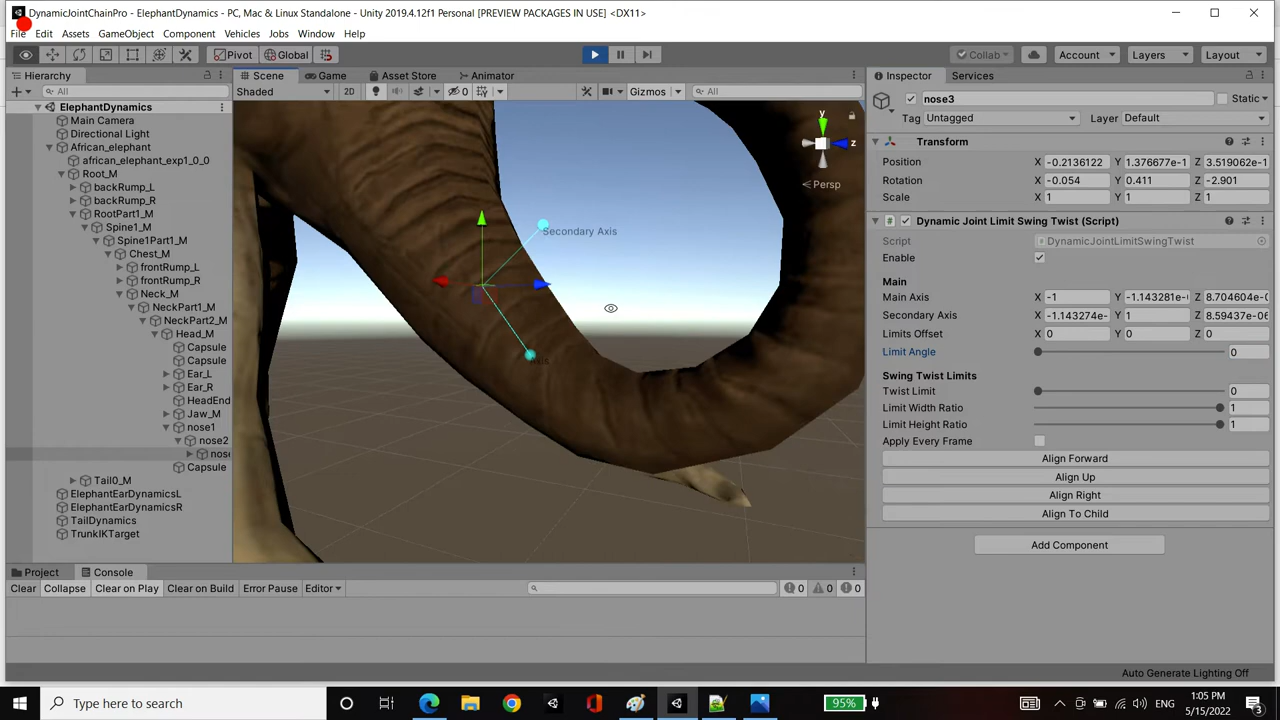 DynamicJointChainPro - ElephantDynamics - PC, Mac & Linux Standalone - Unity 2019.4.12f1 Personal [PREVIEW PACKAGES IN USE] <DX11>
File Edit Assets GameObject Component Vehicles Jobs Window Help
Pivot Global Collab Account Layers Layout
Hierarchy Scene Game Asset Store Animator Inspector Services
All Shaded 2D 0 Gizmos All nose3 Static
ElephantDynamics
Main Camera
Directional Light
African_elephant
african_elephant_exp1_0_0
Root_M
backRump_L
backRump_R
RootPart1_M
Spine1_M
Spine1Part1_M
Chest_M
frontRump_L
frontRump_R
Neck_M
NeckPart1_M
NeckPart2_M
Head_M
Capsule
Capsule
Ear_L
Ear_R
HeadEnd
Jaw_M
nose1
nose2
nose
Capsule
Tail0_M
ElephantEarDynamicsL
ElephantEarDynamicsR
TailDynamics
TrunkIKTarget
y
z
Persp
Secondary Axis
Axis
Tag Untagged Layer Default
Transform
Position X -0.2136122 Y 1.376677e-1 Z 3.519062e-1
Rotation X -0.054 Y 0.411 Z -2.901
Scale X 1 Y 1 Z 1
Dynamic Joint Limit Swing Twist (Script)
Script DynamicJointLimitSwingTwist
Enable
Main
Main Axis X -1 Y -1.143281e- Z 8.704604e-
Secondary Axis X -1.143274e- Y 1 Z 8.59437e-06
Limits Offset X 0 Y 0 Z 0
Limit Angle 0
Swing Twist Limits
Twist Limit 0
Limit Width Ratio 1
Limit Height Ratio 1
Apply Every Frame
Align Forward
Align Up
Align Right
Align To Child
Add Component
Project Console
Clear Collapse Clear on Play Clear on Build Error Pause Editor 0 0 0
Auto Generate Lighting Off
Type here to search
95%
ENG
1:05 PM
5/15/2022
3